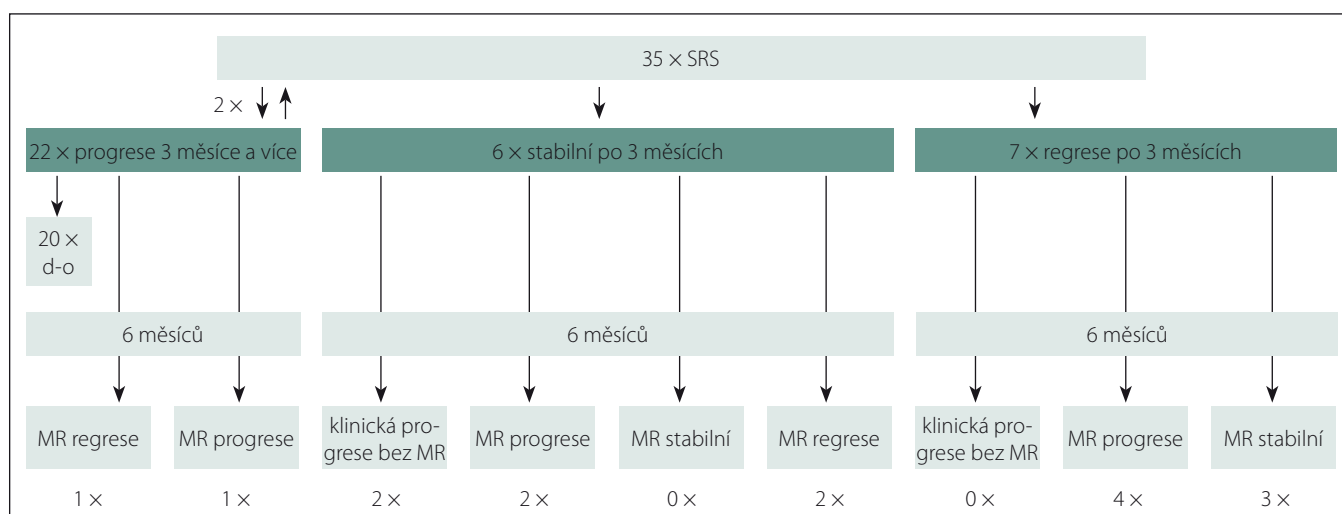 35 × SRS
2 ×
22 × progrese 3 měsíce a více
6 × stabilní po 3 měsících
7 × regrese po 3 měsících
20 ×
d-o
6 měsíců
6 měsíců
6 měsíců
MR regrese
MR progrese
klinická pro-
grese bez MR
MR progrese
MR stabilní
MR regrese
klinická pro-
grese bez MR
MR progrese
MR stabilní
1 ×
1 ×
2 ×
2 ×
0 ×
2 ×
0 ×
4 ×
3 ×